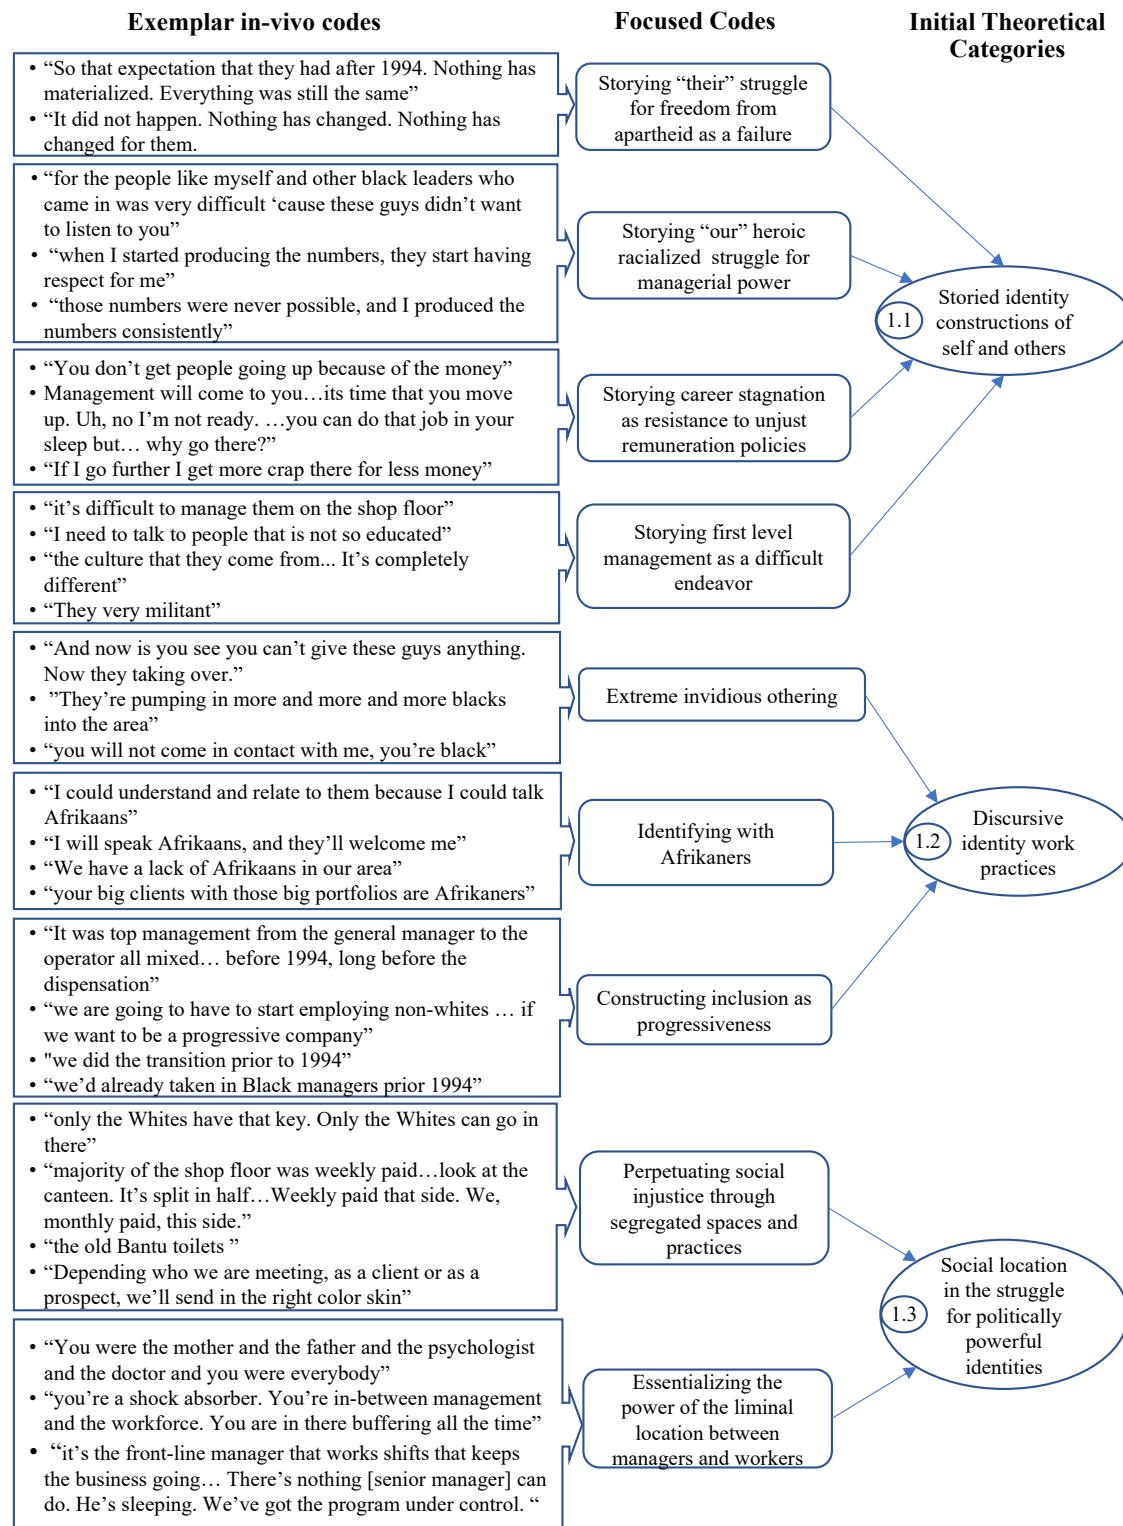 Exemplar in-vivo codes
Focused Codes
Initial Theoretical
Categories
• “So that expectation that they had after 1994. Nothing has
materialized. Everything was still the same”
• “It did not happen. Nothing has changed. Nothing has
changed for them.
Storying “their” struggle
for freedom from
apartheid as a failure
• “for the people like myself and other black leaders who
came in was very difficult ‘cause these guys didn’t want
to listen to you”
• “when I started producing the numbers, they start having
respect for me”
• “those numbers were never possible, and I produced the
numbers consistently”
Storying “our” heroic
racialized struggle for
managerial power
1.1
Storied identity
constructions of
self and others
• “You don’t get people going up because of the money”
• Management will come to you…its time that you move
up. Uh, no I’m not ready. …you can do that job in your
sleep but… why go there?”
• “If I go further I get more crap there for less money”
Storying career stagnation
as resistance to unjust
remuneration policies
• “it’s difficult to manage them on the shop floor”
• “I need to talk to people that is not so educated”
• “the culture that they come from... It’s completely
different”
• “They very militant”
Storying first level
management as a difficult
endeavor
• “And now is you see you can’t give these guys anything.
Now they taking over.”
• ”They’re pumping in more and more and more blacks
into the area”
• “you will not come in contact with me, you’re black”
Extreme invidious othering
• “I could understand and relate to them because I could talk
Afrikaans”
• “I will speak Afrikaans, and they’ll welcome me”
• “We have a lack of Afrikaans in our area”
• “your big clients with those big portfolios are Afrikaners”
Identifying with
Afrikaners
1.2
Discursive
identity work
practices
• “It was top management from the general manager to the
operator all mixed… before 1994, long before the
dispensation”
• “we are going to have to start employing non-whites … if
we want to be a progressive company”
• "we did the transition prior to 1994”
• “we’d already taken in Black managers prior 1994”
Constructing inclusion as
progressiveness
• “only the Whites have that key. Only the Whites can go in
there”
• “majority of the shop floor was weekly paid…look at the
canteen. It’s split in half…Weekly paid that side. We,
monthly paid, this side.”
• “the old Bantu toilets ”
• “Depending who we are meeting, as a client or as a
prospect, we’ll send in the right color skin”
Perpetuating social
injustice through
segregated spaces and
practices
1.3
Social location
in the struggle
for politically
powerful
identities
• “You were the mother and the father and the psychologist
and the doctor and you were everybody”
• “you’re a shock absorber. You’re in-between management
and the workforce. You are in there buffering all the time”
• “it’s the front-line manager that works shifts that keeps
the business going… There’s nothing [senior manager] can
do. He’s sleeping. We’ve got the program under control. “
Essentializing the
power of the liminal
location between
managers and workers